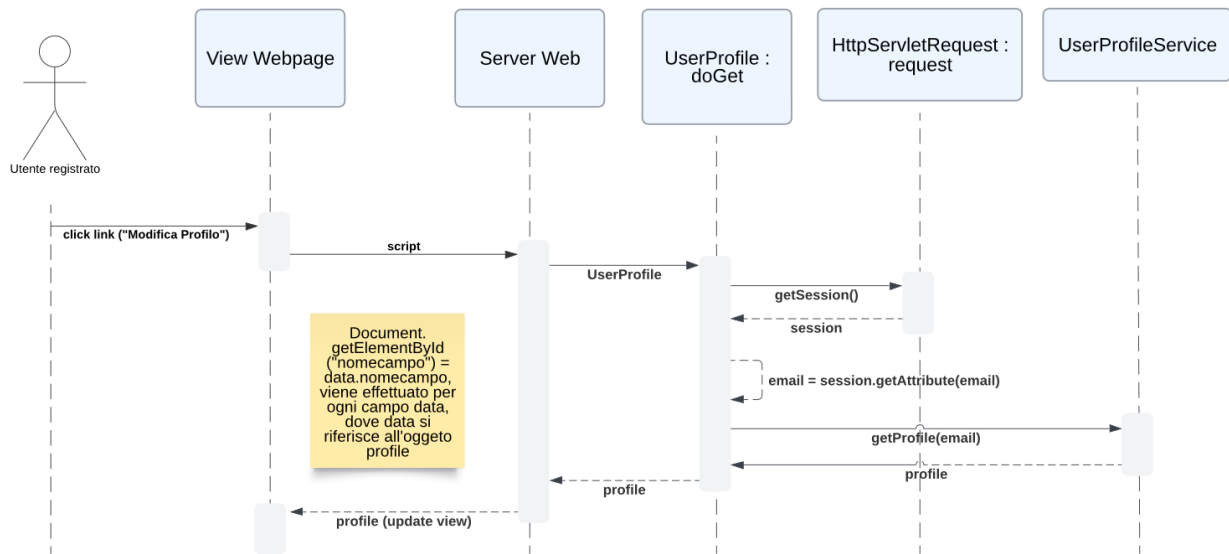 View Webpage
Server Web
UserProfile :
doGet
HttpServletRequest :
request
UserProfileService
Utente registrato
click link ("Modifica Profilo")
script
UserProfile
getSession()
session
Document.
getElementById
("nomecampo") =
data.nomecampo,
viene effettuato per
ogni campo data,
dove data si
riferisce all'oggeto
profile
email = session.getAttribute(email)
getProfile(email)
profile
profile
profile (update view)